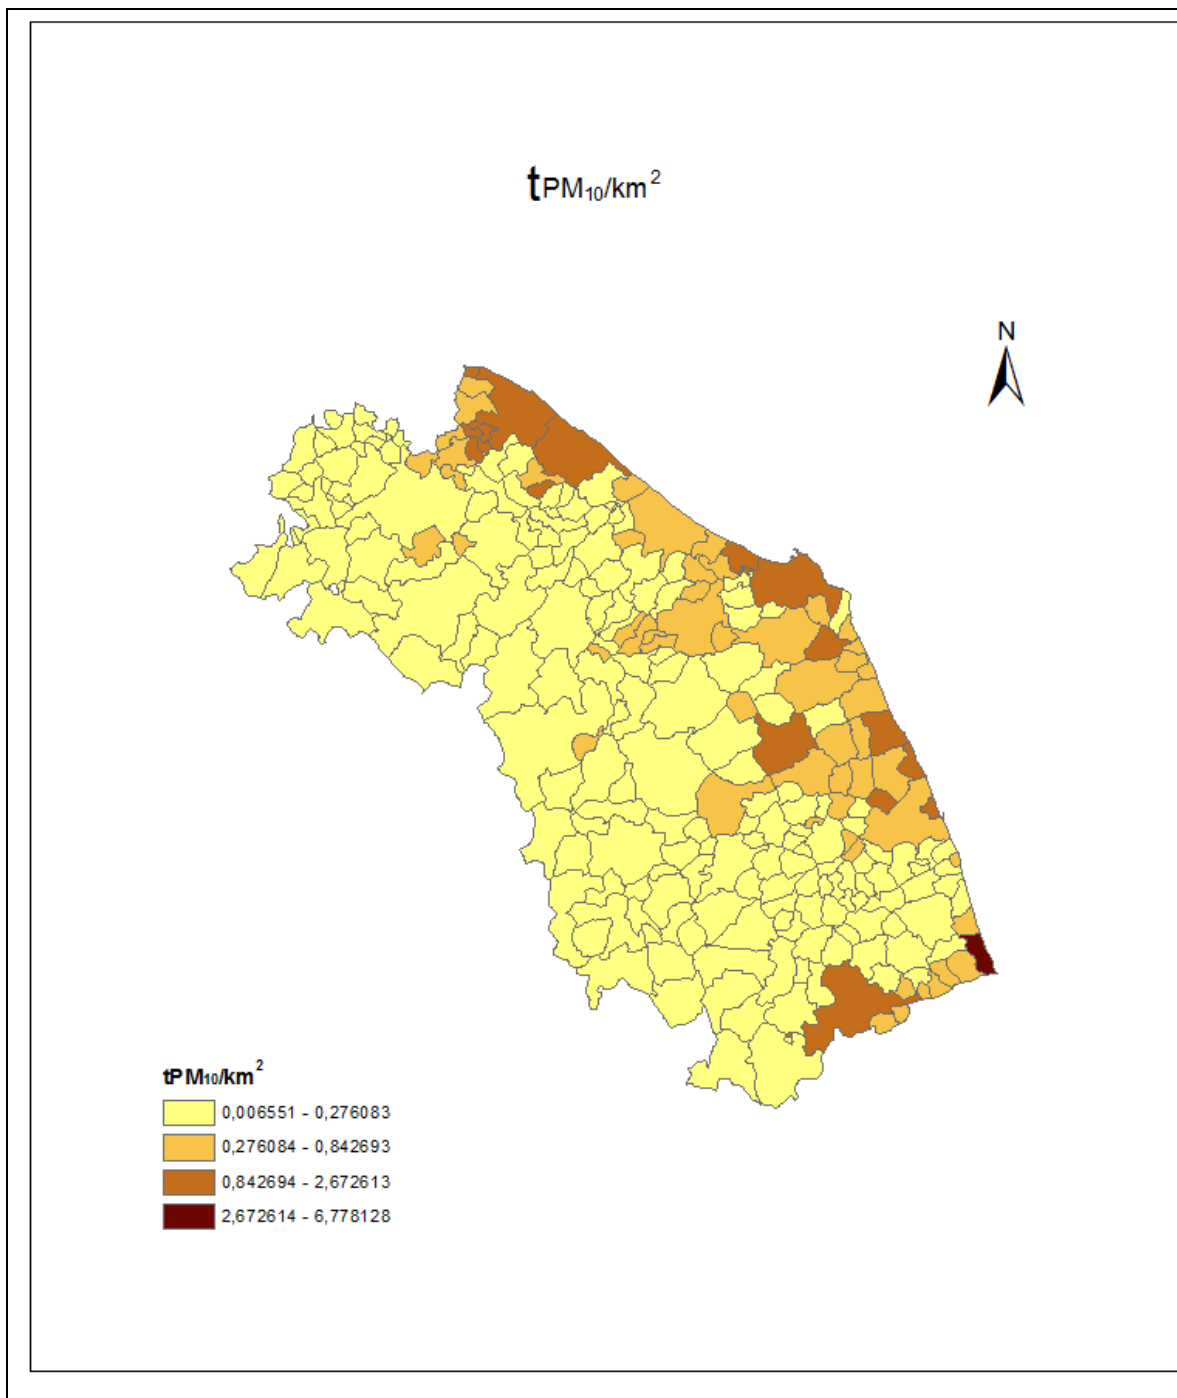 tPM₁₀/km²
N
tPM₁₀/km²
0,006551 - 0,276083
0,276084 - 0,842693
0,842694 - 2,672613
2,672614 - 6,778128